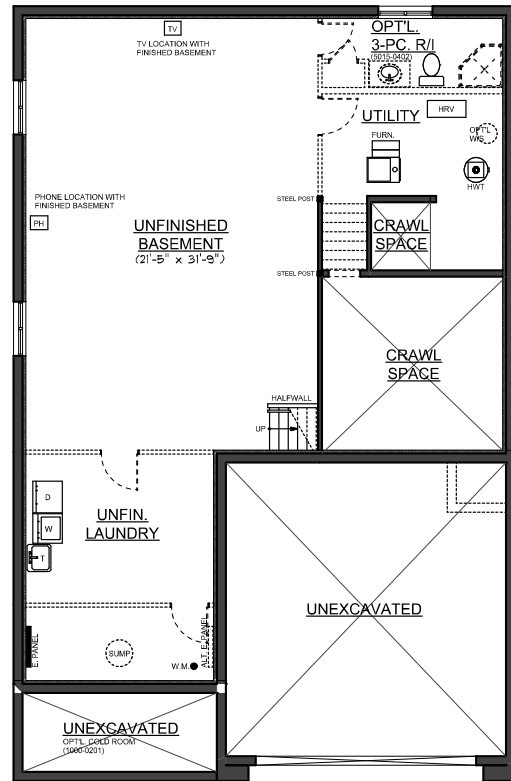 TV
TV LOCATION WITH
FINISHED BASEMENT
OPT'L.
3-PC. R/I
(5015-0402)
UTILITY
HRV
FURN.
OPT'L
W.S.
HWT
PHONE LOCATION WITH
FINISHED BASEMENT
PH
STEEL POST
UNFINISHED
BASEMENT
(21'-5" x 31'-9")
CRAWL
SPACE
STEEL POST
CRAWL
SPACE
HALFWALL
UP
D
W
T
UNFIN.
LAUNDRY
UNEXCAVATED
E. PANEL
SUMP
W.M.
ALT. E. PANEL
UNEXCAVATED
OPT'L COLD ROOM
(1000-0201)